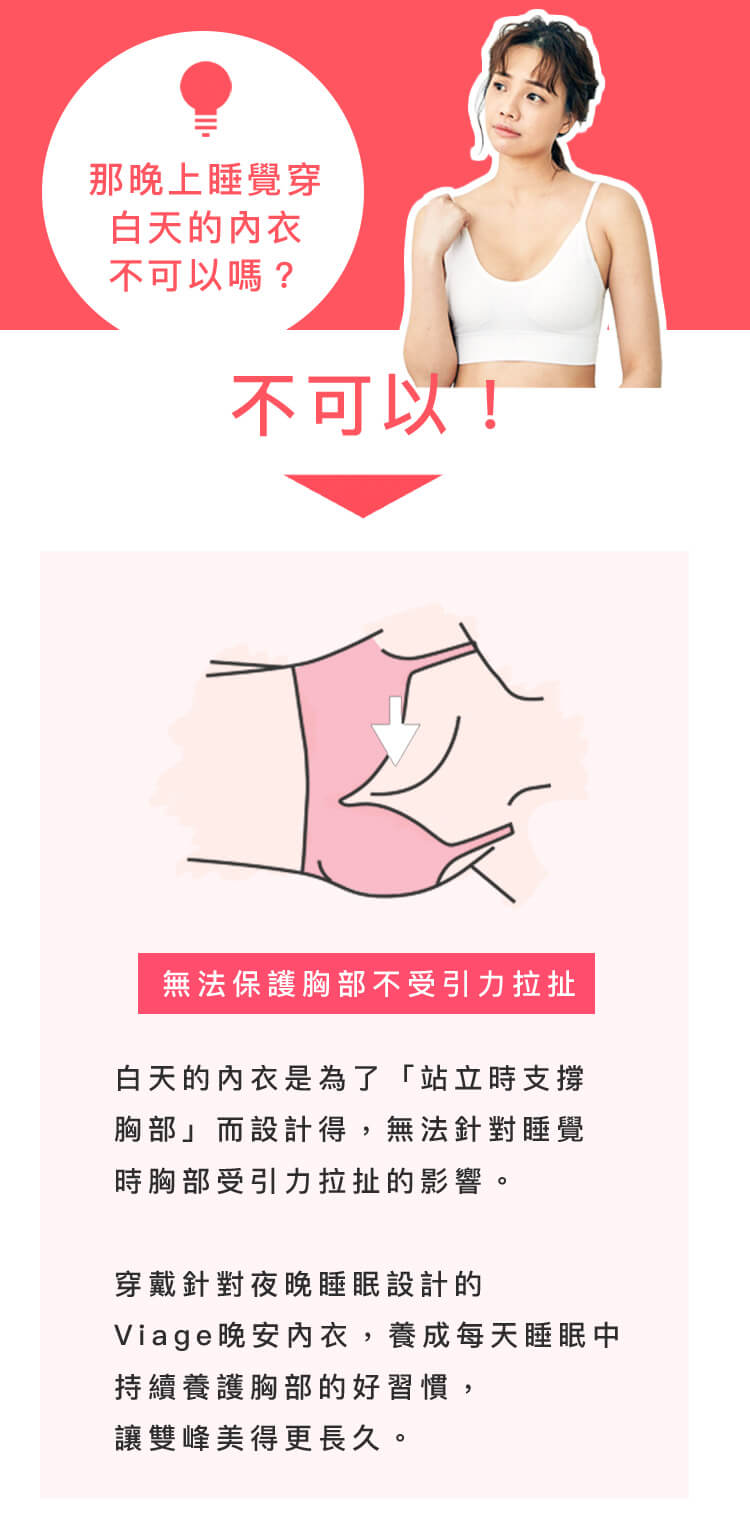 那晚上睡覺穿
白天的內衣
不可以嗎？
不可以！
無法保護胸部不受引力拉扯
白天的內衣是為了「站立時支撐
胸部」而設計得，無法針對睡覺
時胸部受引力拉扯的影響。
穿戴針對夜晚睡眠設計的
Viage晚安內衣，養成每天睡眠中
持續養護胸部的好習慣，
讓雙峰美得更長久。